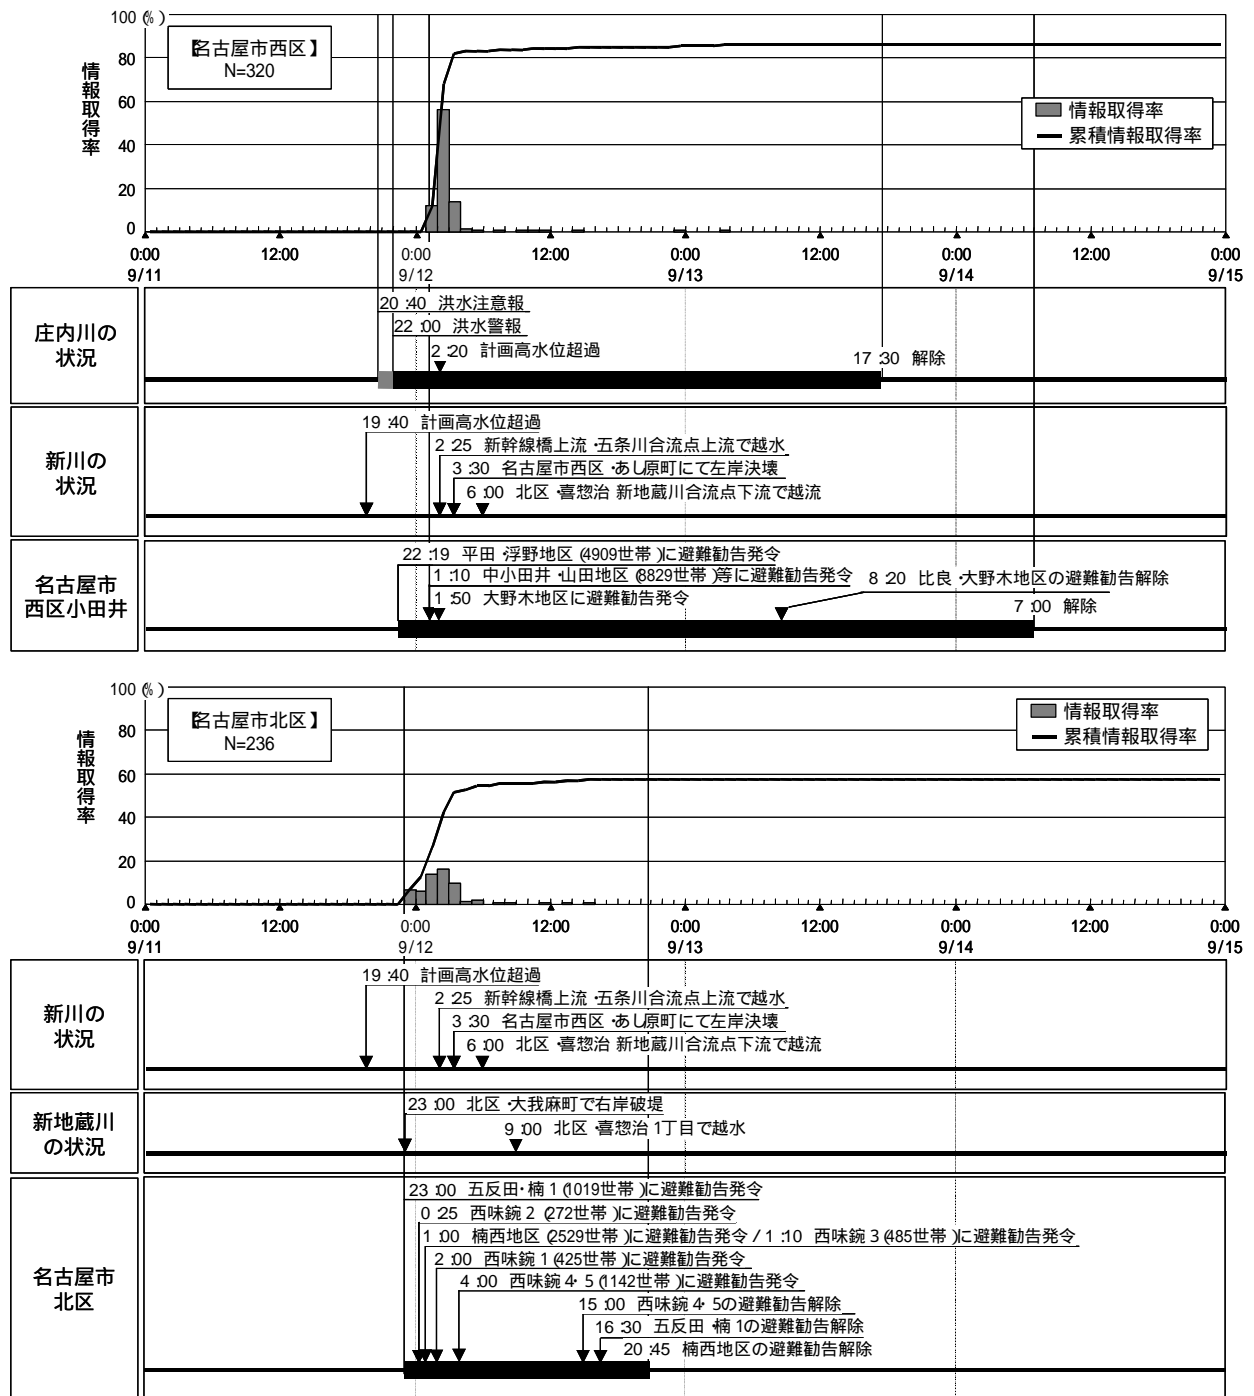 100 (%)
【名古屋市西区】
N=320
情報取得率
80
60
40
20
0
情報取得率
累積情報取得率
0:00 12:00 0:00 12:00 0:00 12:00 0:00 12:00 0:00
9/11 9/12 9/13 9/14 9/15
庄内川の
状況
20:40 洪水注意報
22:00 洪水警報
2:20 計画高水位超過
17:30 解除
新川の
状況
19:40 計画高水位超過
2:25 新幹線橋上流・五条川合流点上流で越水
3:30 名古屋市西区・あし原町にて左岸決壊
6:00 北区・喜惣治 新地蔵川合流点下流で越流
名古屋市
西区小田井
22:19 平田・浮野地区(4909世帯)に避難勧告発令
1:10 中小田井・山田地区(8829世帯)等に避難勧告発令
1:50 大野木地区に避難勧告発令
8:20 比良・大野木地区の避難勧告解除
7:00 解除
100 (%)
【名古屋市北区】
N=236
情報取得率
80
60
40
20
0
情報取得率
累積情報取得率
0:00 12:00 0:00 12:00 0:00 12:00 0:00 12:00 0:00
9/11 9/12 9/13 9/14 9/15
新川の
状況
19:40 計画高水位超過
2:25 新幹線橋上流・五条川合流点上流で越水
3:30 名古屋市西区・あし原町にて左岸決壊
6:00 北区・喜惣治 新地蔵川合流点下流で越流
新地蔵川
の状況
23:00 北区・大我麻町で右岸破堤
9:00 北区・喜惣治1丁目で越水
名古屋市
北区
23:00 五反田・楠1(1019世帯)に避難勧告発令
0:25 西味鋺2(272世帯)に避難勧告発令
1:00 楠西地区(2529世帯)に避難勧告発令 / 1:10 西味鋺3(485世帯)に避難勧告発令
2:00 西味鋺1(425世帯)に避難勧告発令
4:00 西味鋺4・5(1142世帯)に避難勧告発令
15:00 西味鋺4・5の避難勧告解除
16:30 五反田・楠1の避難勧告解除
20:45 楠西地区の避難勧告解除